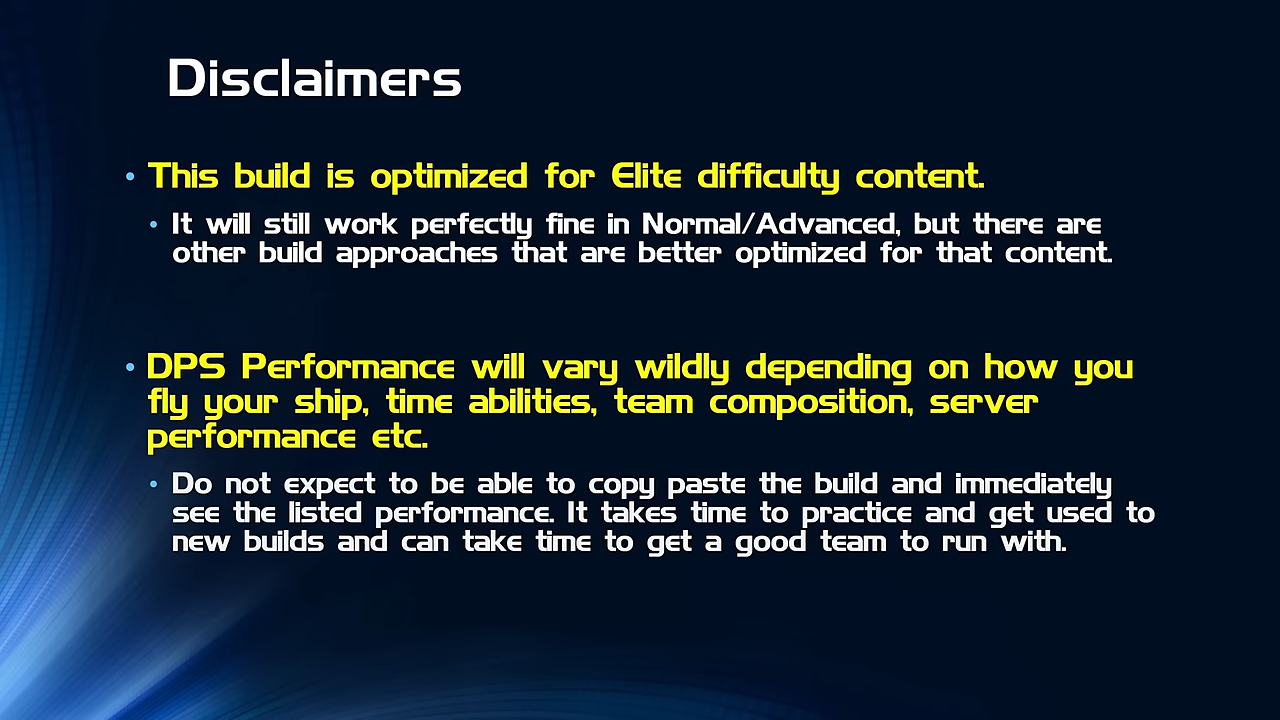 Disclaimers
• This build is optimized for Elite difficulty content.
• It will still work perfectly fine in Normal/Advanced, but there are
other build approaches that are better optimized for that content.
• DPS Performance will vary wildly depending on how you
fly your ship, time abilities, team composition, server
performance etc.
• Do not expect to be able to copy paste the build and immediately
see the listed performance. It takes time to practice and get used to
new builds and can take time to get a good team to run with.